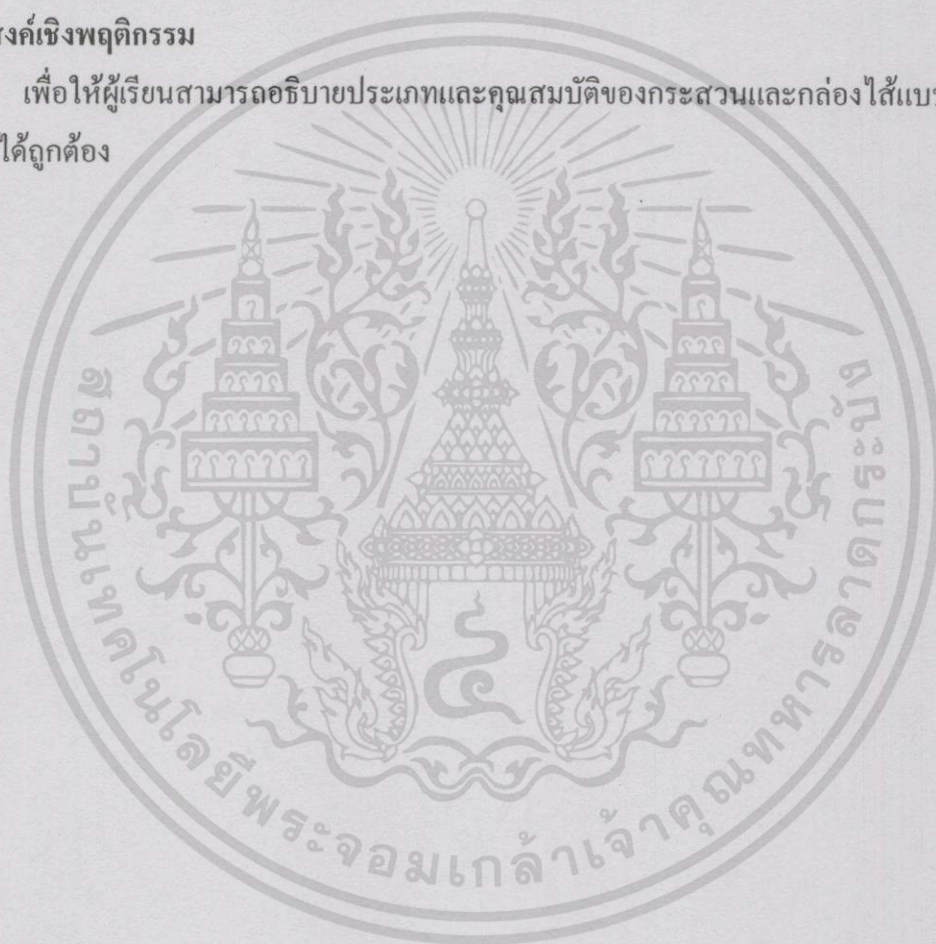 สงค์เชิงพฤติกรรม
เพื่อให้ผู้เรียนสามารถอธิบายประเภทและคุณสมบัติของกระสวนและกล่องไส้แบบ
ได้ถูกต้อง
๔
สถาบันเทคโนโลยีพระจอมเกล้าเจ้าคุณทหารลาดกระบัง